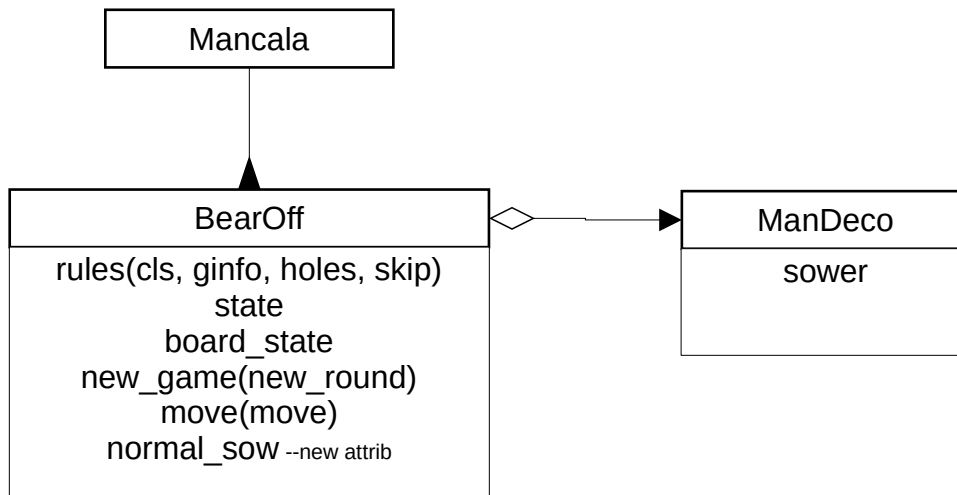 Mancala
BearOff
rules(cls, ginfo, holes, skip)
state
board_state
new_game(new_round)
move(move)
normal_sow --new attrib
ManDeco
sower